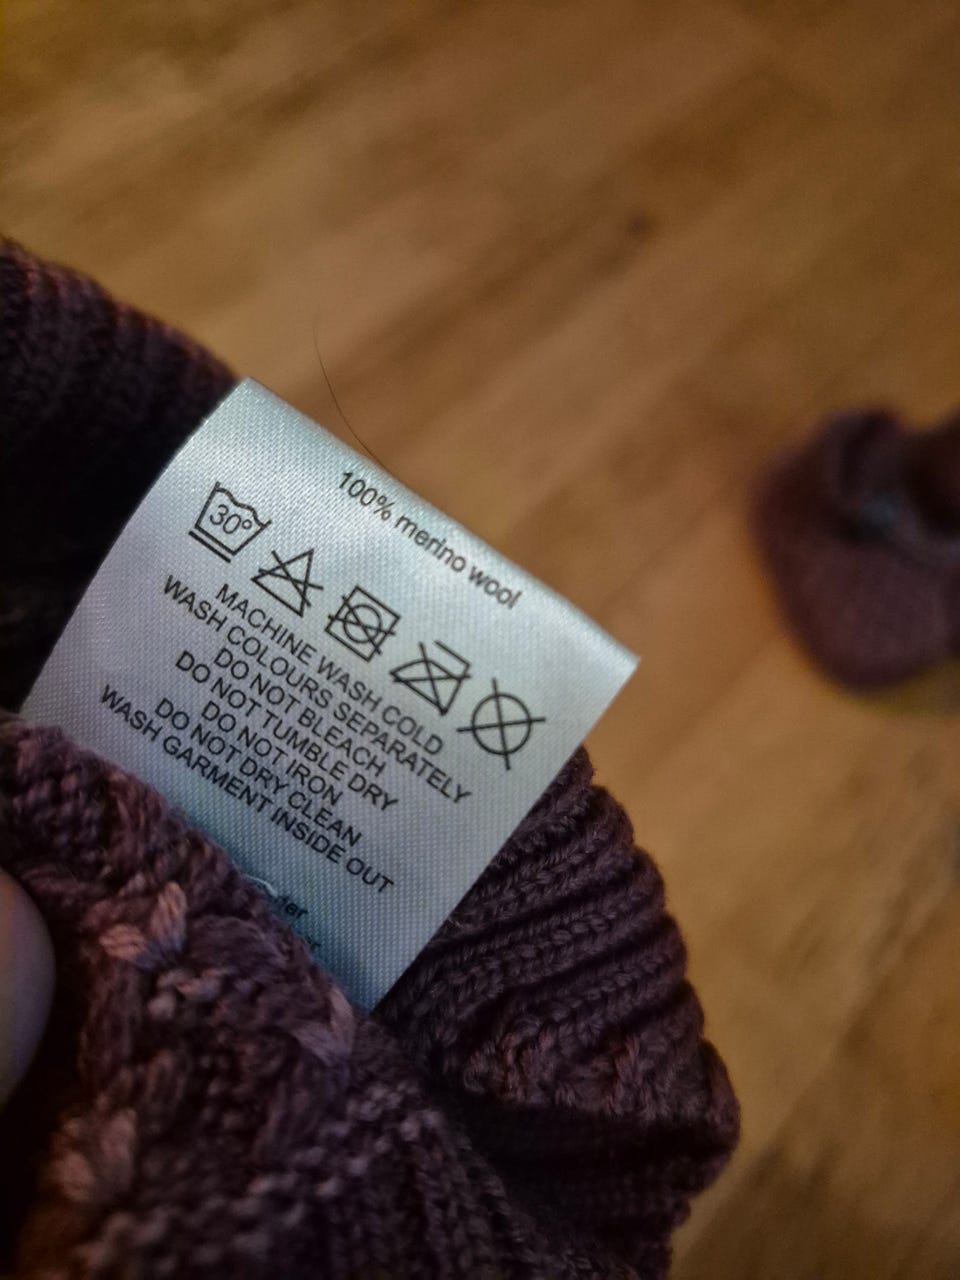 100% merino wool
30°
MACHINE WASH COLD
WASH COLOURS SEPARATELY
DO NOT BLEACH
DO NOT TUMBLE DRY
DO NOT IRON
DO NOT DRY CLEAN
WASH GARMENT INSIDE OUT